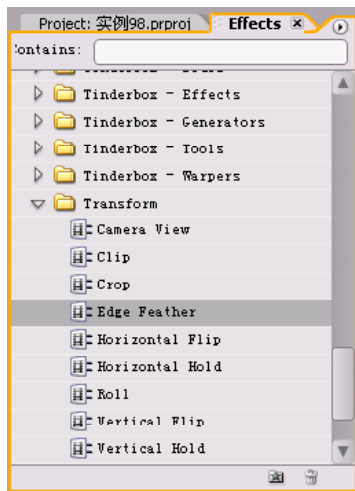 Project: 实例98.prproj Effects
Contains:
Tinderbox - Effects
Tinderbox - Generators
Tinderbox - Tools
Tinderbox - Warpers
Transform
Camera View
Clip
Crop
Edge Feather
Horizontal Flip
Horizontal Hold
Roll
Vertical Flip
Vertical Hold